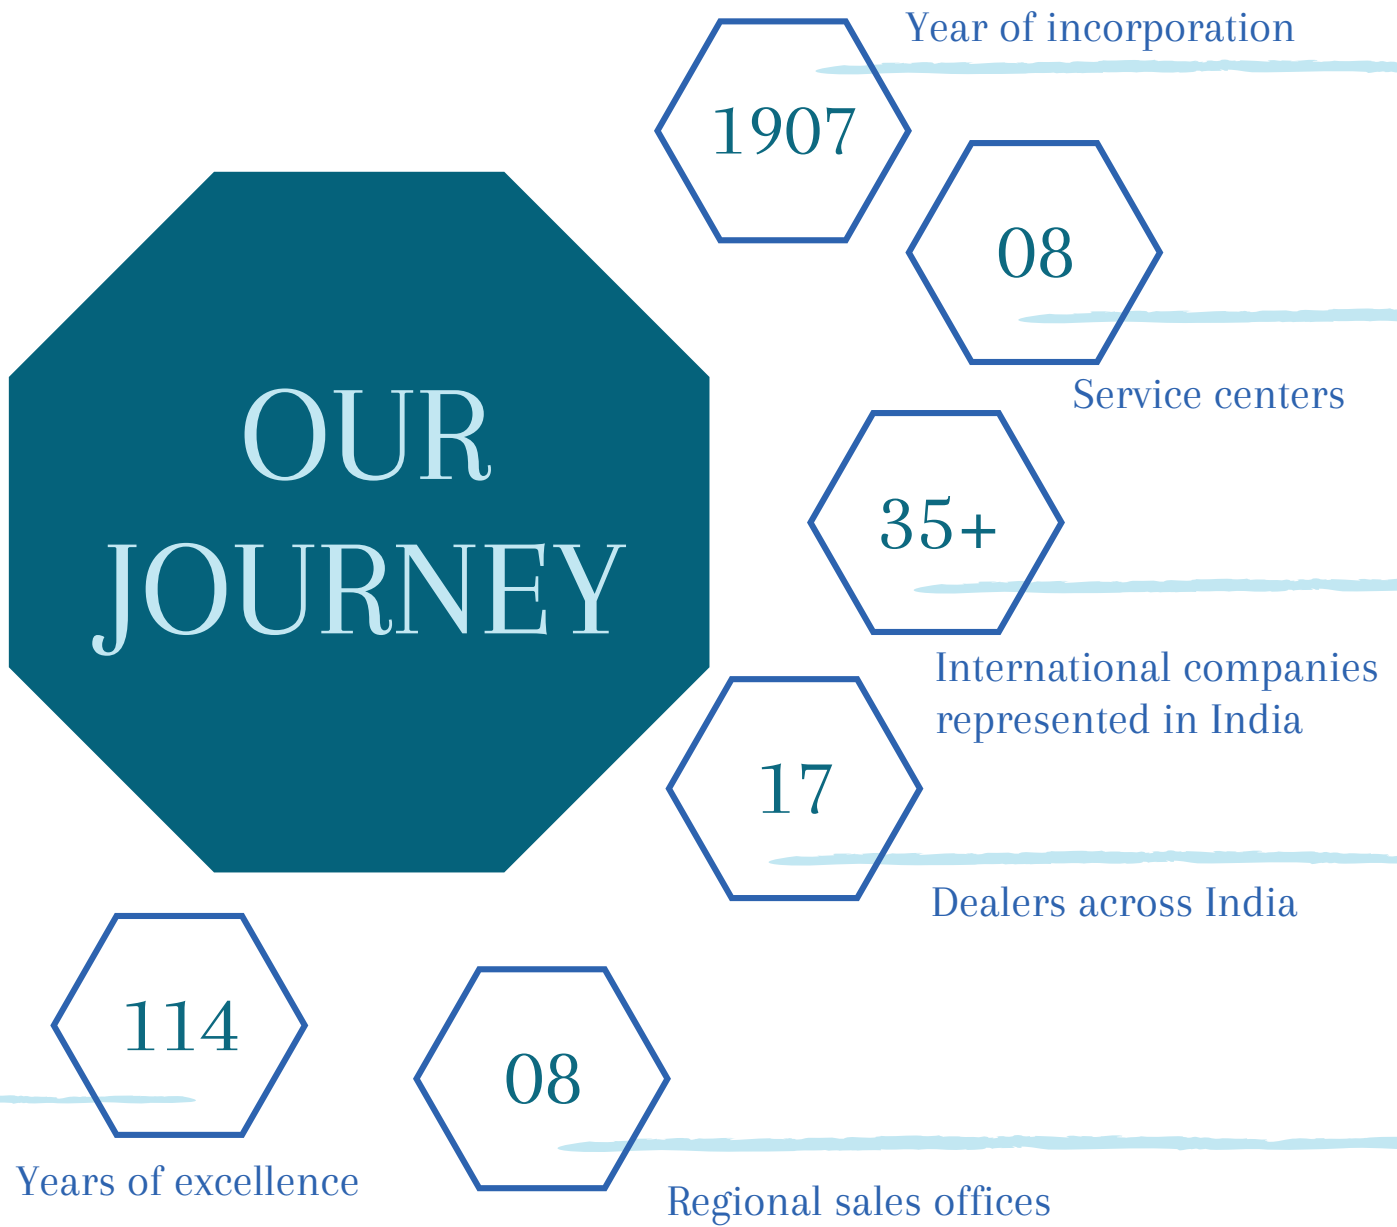 Year of incorporation
1907
08
Service centers
OUR
JOURNEY
35+
International companies
represented in India
17
Dealers across India
114
Years of excellence
08
Regional sales offices